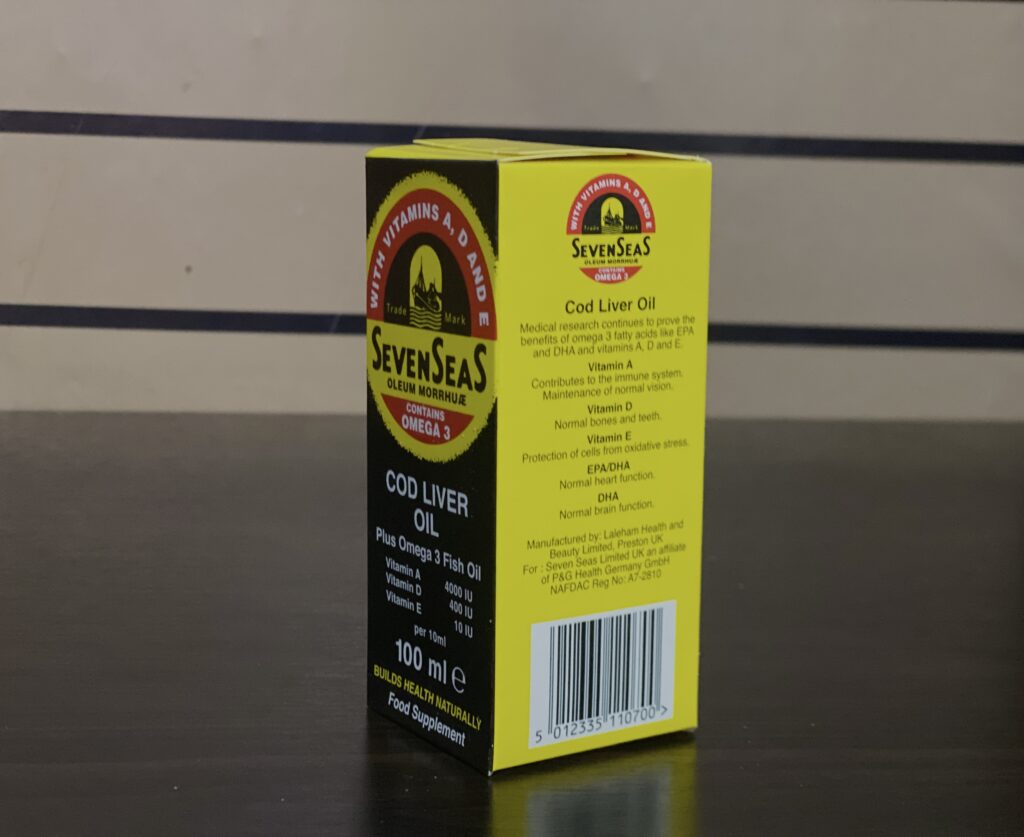 WITH VITAMINS A, D AND E
Trade Mark
SEVENSEAS
OLEUM MORRHUÆ
CONTAINS
OMEGA 3
COD LIVER
OIL
Plus Omega 3 Fish Oil
Vitamin A 4000 IU
Vitamin D 400 IU
Vitamin E 10 IU
per 10ml
100 ml e
BUILDS HEALTH NATURALLY
Food Supplement
WITH VITAMINS A, D AND E
Trade Mark
SEVENSEAS
OLEUM MORRHUÆ
CONTAINS
OMEGA 3
Cod Liver Oil
Medical research continues to prove the
benefits of omega 3 fatty acids like EPA
and DHA and vitamins A, D and E.
Vitamin A
Contributes to the immune system.
Maintenance of normal vision.
Vitamin D
Normal bones and teeth.
Vitamin E
Protection of cells from oxidative stress.
EPA/DHA
Normal heart function.
DHA
Normal brain function.
Manufactured by: Laleham Health and
Beauty Limited, Preston UK
For : Seven Seas Limited UK an affiliate
of P&G Health Germany GmbH
NAFDAC Reg No: A7-2810
5 012335 110700 >